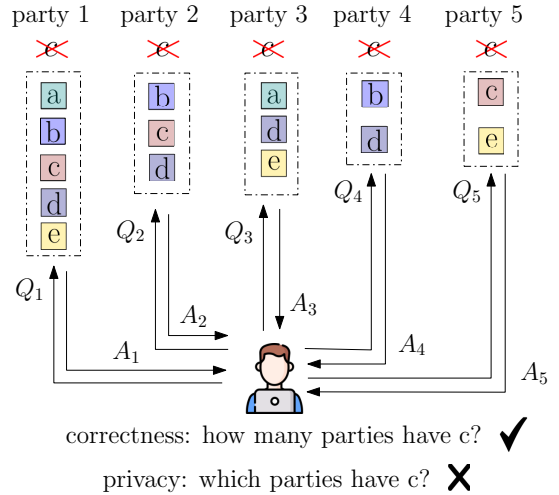 party 1 party 2 party 3 party 4 party 5
c c c c c
a b a b c
b c d d e
c d e
d
e
Q1 Q2 Q3 Q4 Q5
A1 A2 A3 A4 A5
correctness: how many parties have c? ✓
privacy: which parties have c? ✗